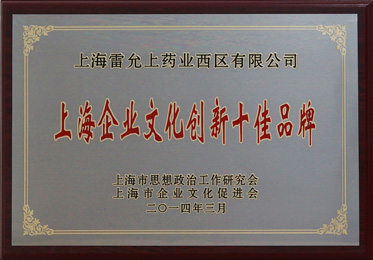 上海雷允上药业西区有限公司
上海企业文化创新十佳品牌
上海市思想政治工作研究会
上海市企业文化促进会
二〇一四年三月